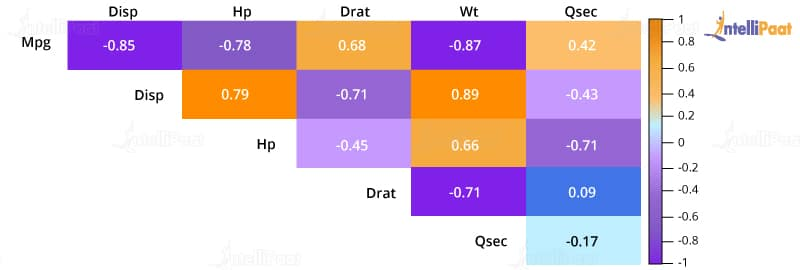 Disp Hp Drat Wt Qsec
Mpg -0.85 -0.78 0.68 -0.87 0.42
Disp 0.79 -0.71 0.89 -0.43
Hp -0.45 0.66 -0.71
Drat -0.71 0.09
Qsec -0.17
1
0.8
0.6
0.4
0.2
0
-0.2
-0.4
-0.6
-0.8
-1
IntelliPaat